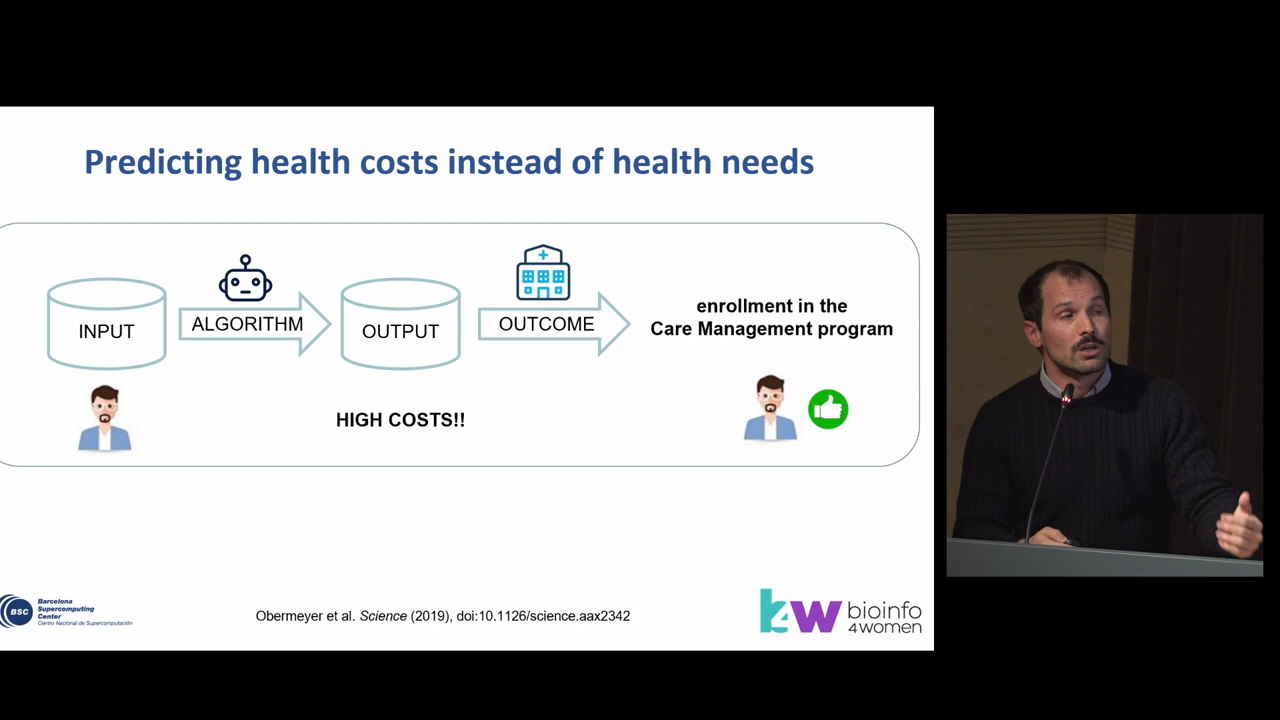 Predicting health costs instead of health needs
INPUT
ALGORITHM
OUTPUT
OUTCOME
enrollment in the
Care Management program
HIGH COSTS!!
BSC
Barcelona
Supercomputing
Center
Centro Nacional de Supercomputación
Obermeyer et al. Science (2019), doi:10.1126/science.aax2342
b4w bioinfo
4women